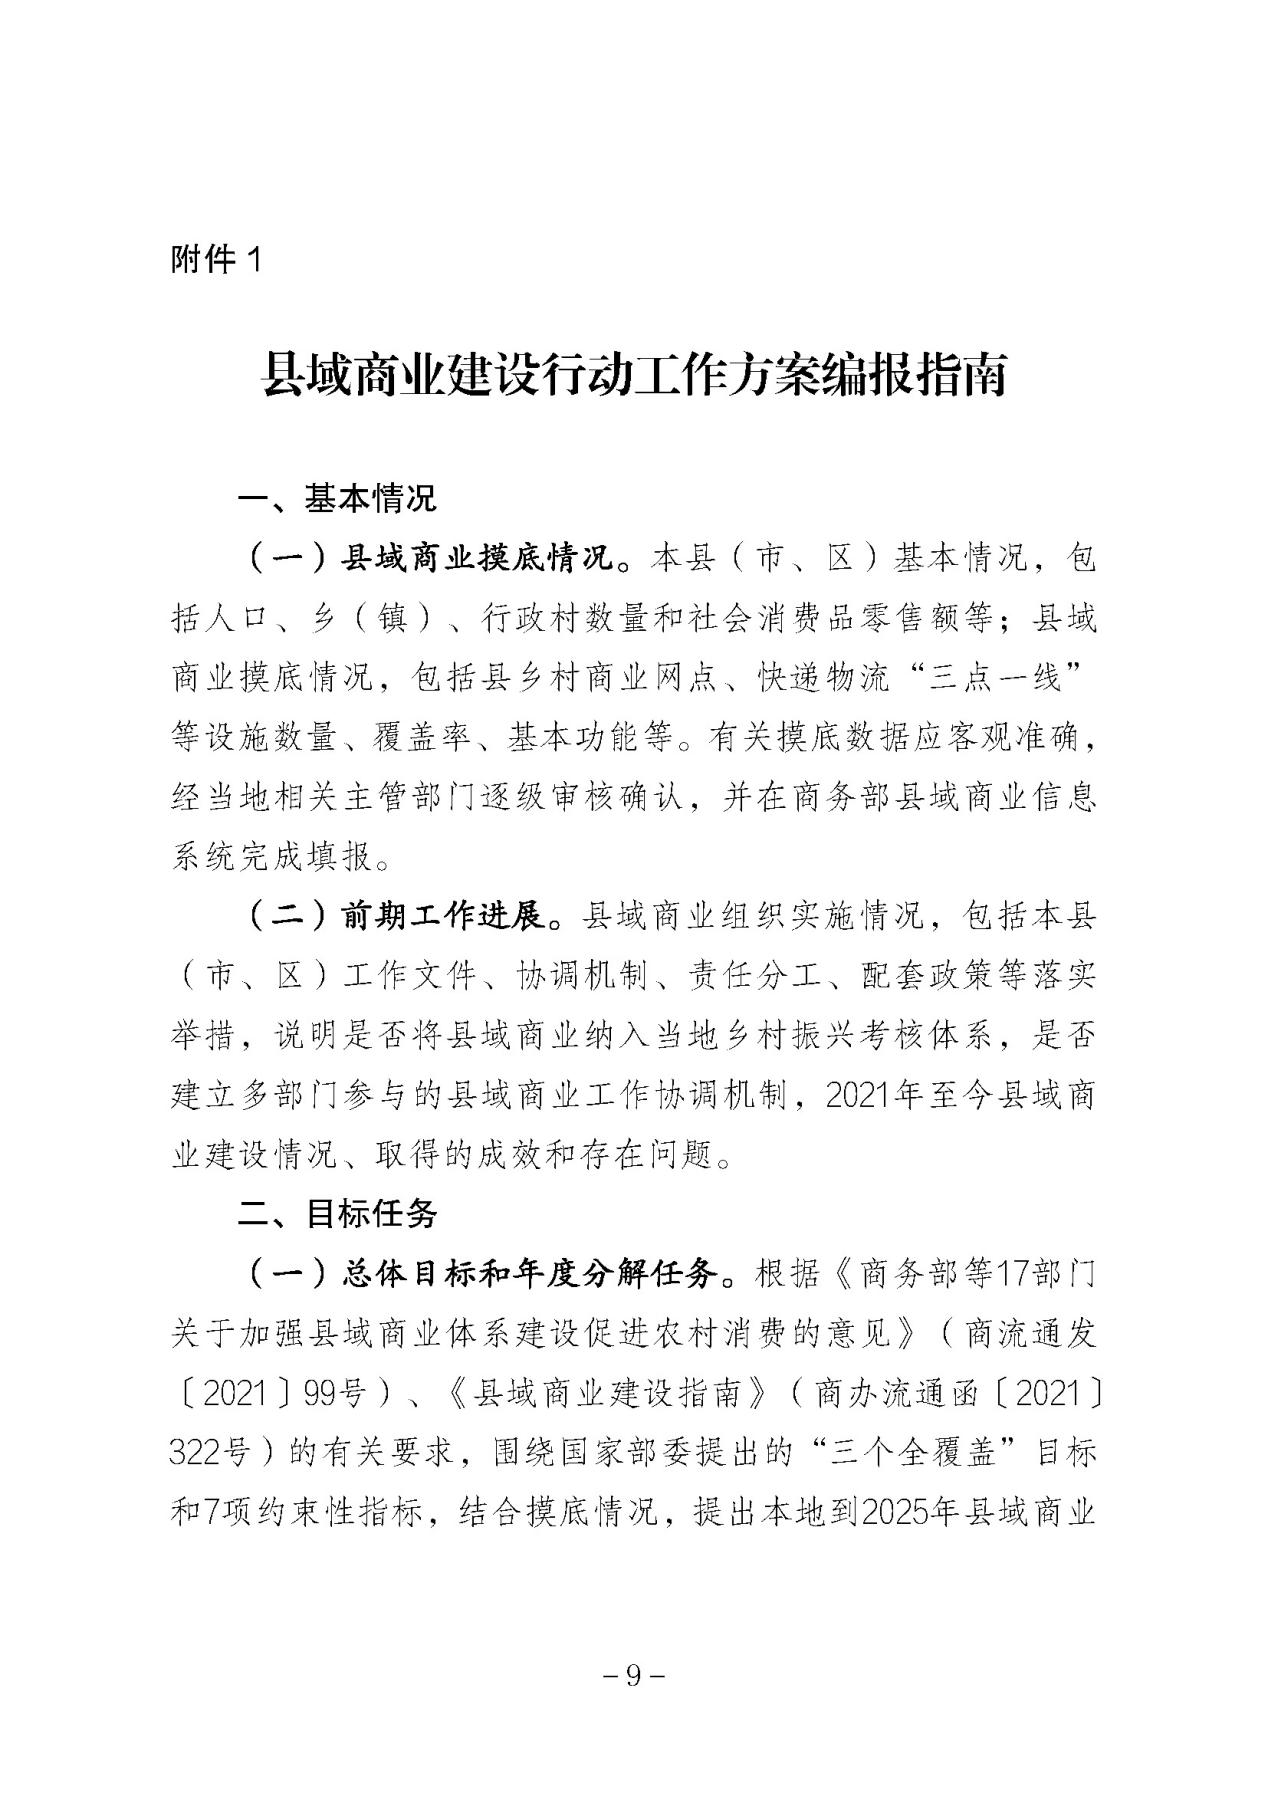 附件 1
县域商业建设行动工作方案编报指南
一、基本情况
（一）县域商业摸底情况。本县（市、区）基本情况，包
括人口、乡（镇）、行政村数量和社会消费品零售额等；县域
商业摸底情况，包括县乡村商业网点、快递物流“三点一线”
等设施数量、覆盖率、基本功能等。有关摸底数据应客观准确，
经当地相关主管部门逐级审核确认，并在商务部县域商业信息
系统完成填报。
（二）前期工作进展。县域商业组织实施情况，包括本县
（市、区）工作文件、协调机制、责任分工、配套政策等落实
举措，说明是否将县域商业纳入当地乡村振兴考核体系，是否
建立多部门参与的县域商业工作协调机制，2021年至今县域商
业建设情况、取得的成效和存在问题。
二、目标任务
（一）总体目标和年度分解任务。根据《商务部等17部门
关于加强县域商业体系建设促进农村消费的意见》（商流通发
〔2021〕99号）、《县域商业建设指南》（商办流通函〔2021〕
322号）的有关要求，围绕国家部委提出的“三个全覆盖”目标
和7项约束性指标，结合摸底情况，提出本地到2025年县域商业
－9－